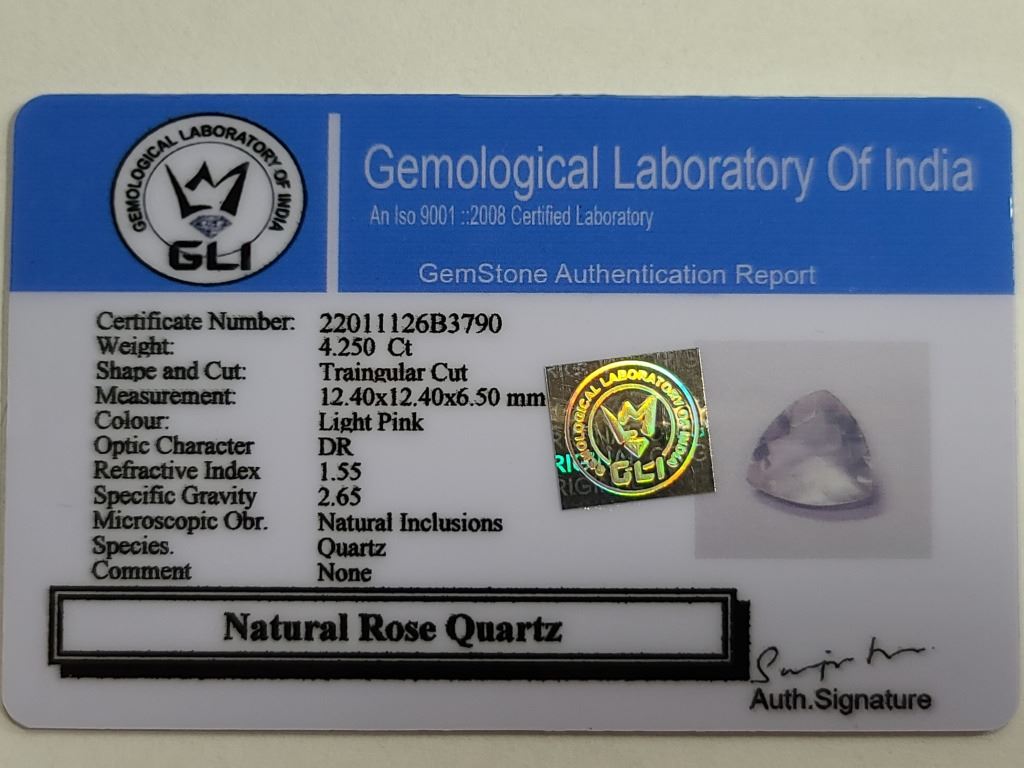 GEMOLOGICAL LABORATORY OF INDIA
GLI
Gemological Laboratory Of India
An Iso 9001 ::2008 Certified Laboratory
GemStone Authentication Report
Certificate Number: 22011126B3790
Weight: 4.250 Ct
Shape and Cut: Traingular Cut
Measurement: 12.40x12.40x6.50 mm
Colour: Light Pink
Optic Character DR
Refractive Index 1.55
Specific Gravity 2.65
Microscopic Obr. Natural Inclusions
Species. Quartz
Comment None
GEMOLOGICAL LABORATORY OF INDIA
GLI
Natural Rose Quartz
Auth.Signature